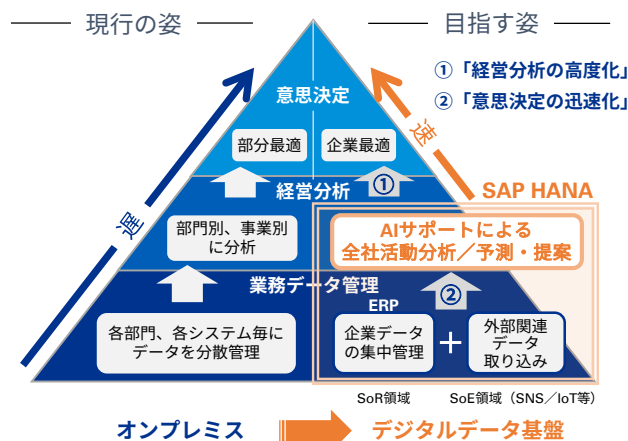 現行の姿
目指す姿
①「経営分析の高度化」
②「意思決定の迅速化」
意思決定
部分最適
企業最適
遅
速
経営分析
①
SAP HANA
部門別、事業別
に分析
AIサポートによる
全社活動分析／予測・提案
業務データ管理
②
ERP
各部門、各システム毎に
データを分散管理
企業データ
の集中管理
+
外部関連
データ
取り込み
SoR領域
SoE領域（SNS／IoT等）
オンプレミス
デジタルデータ基盤